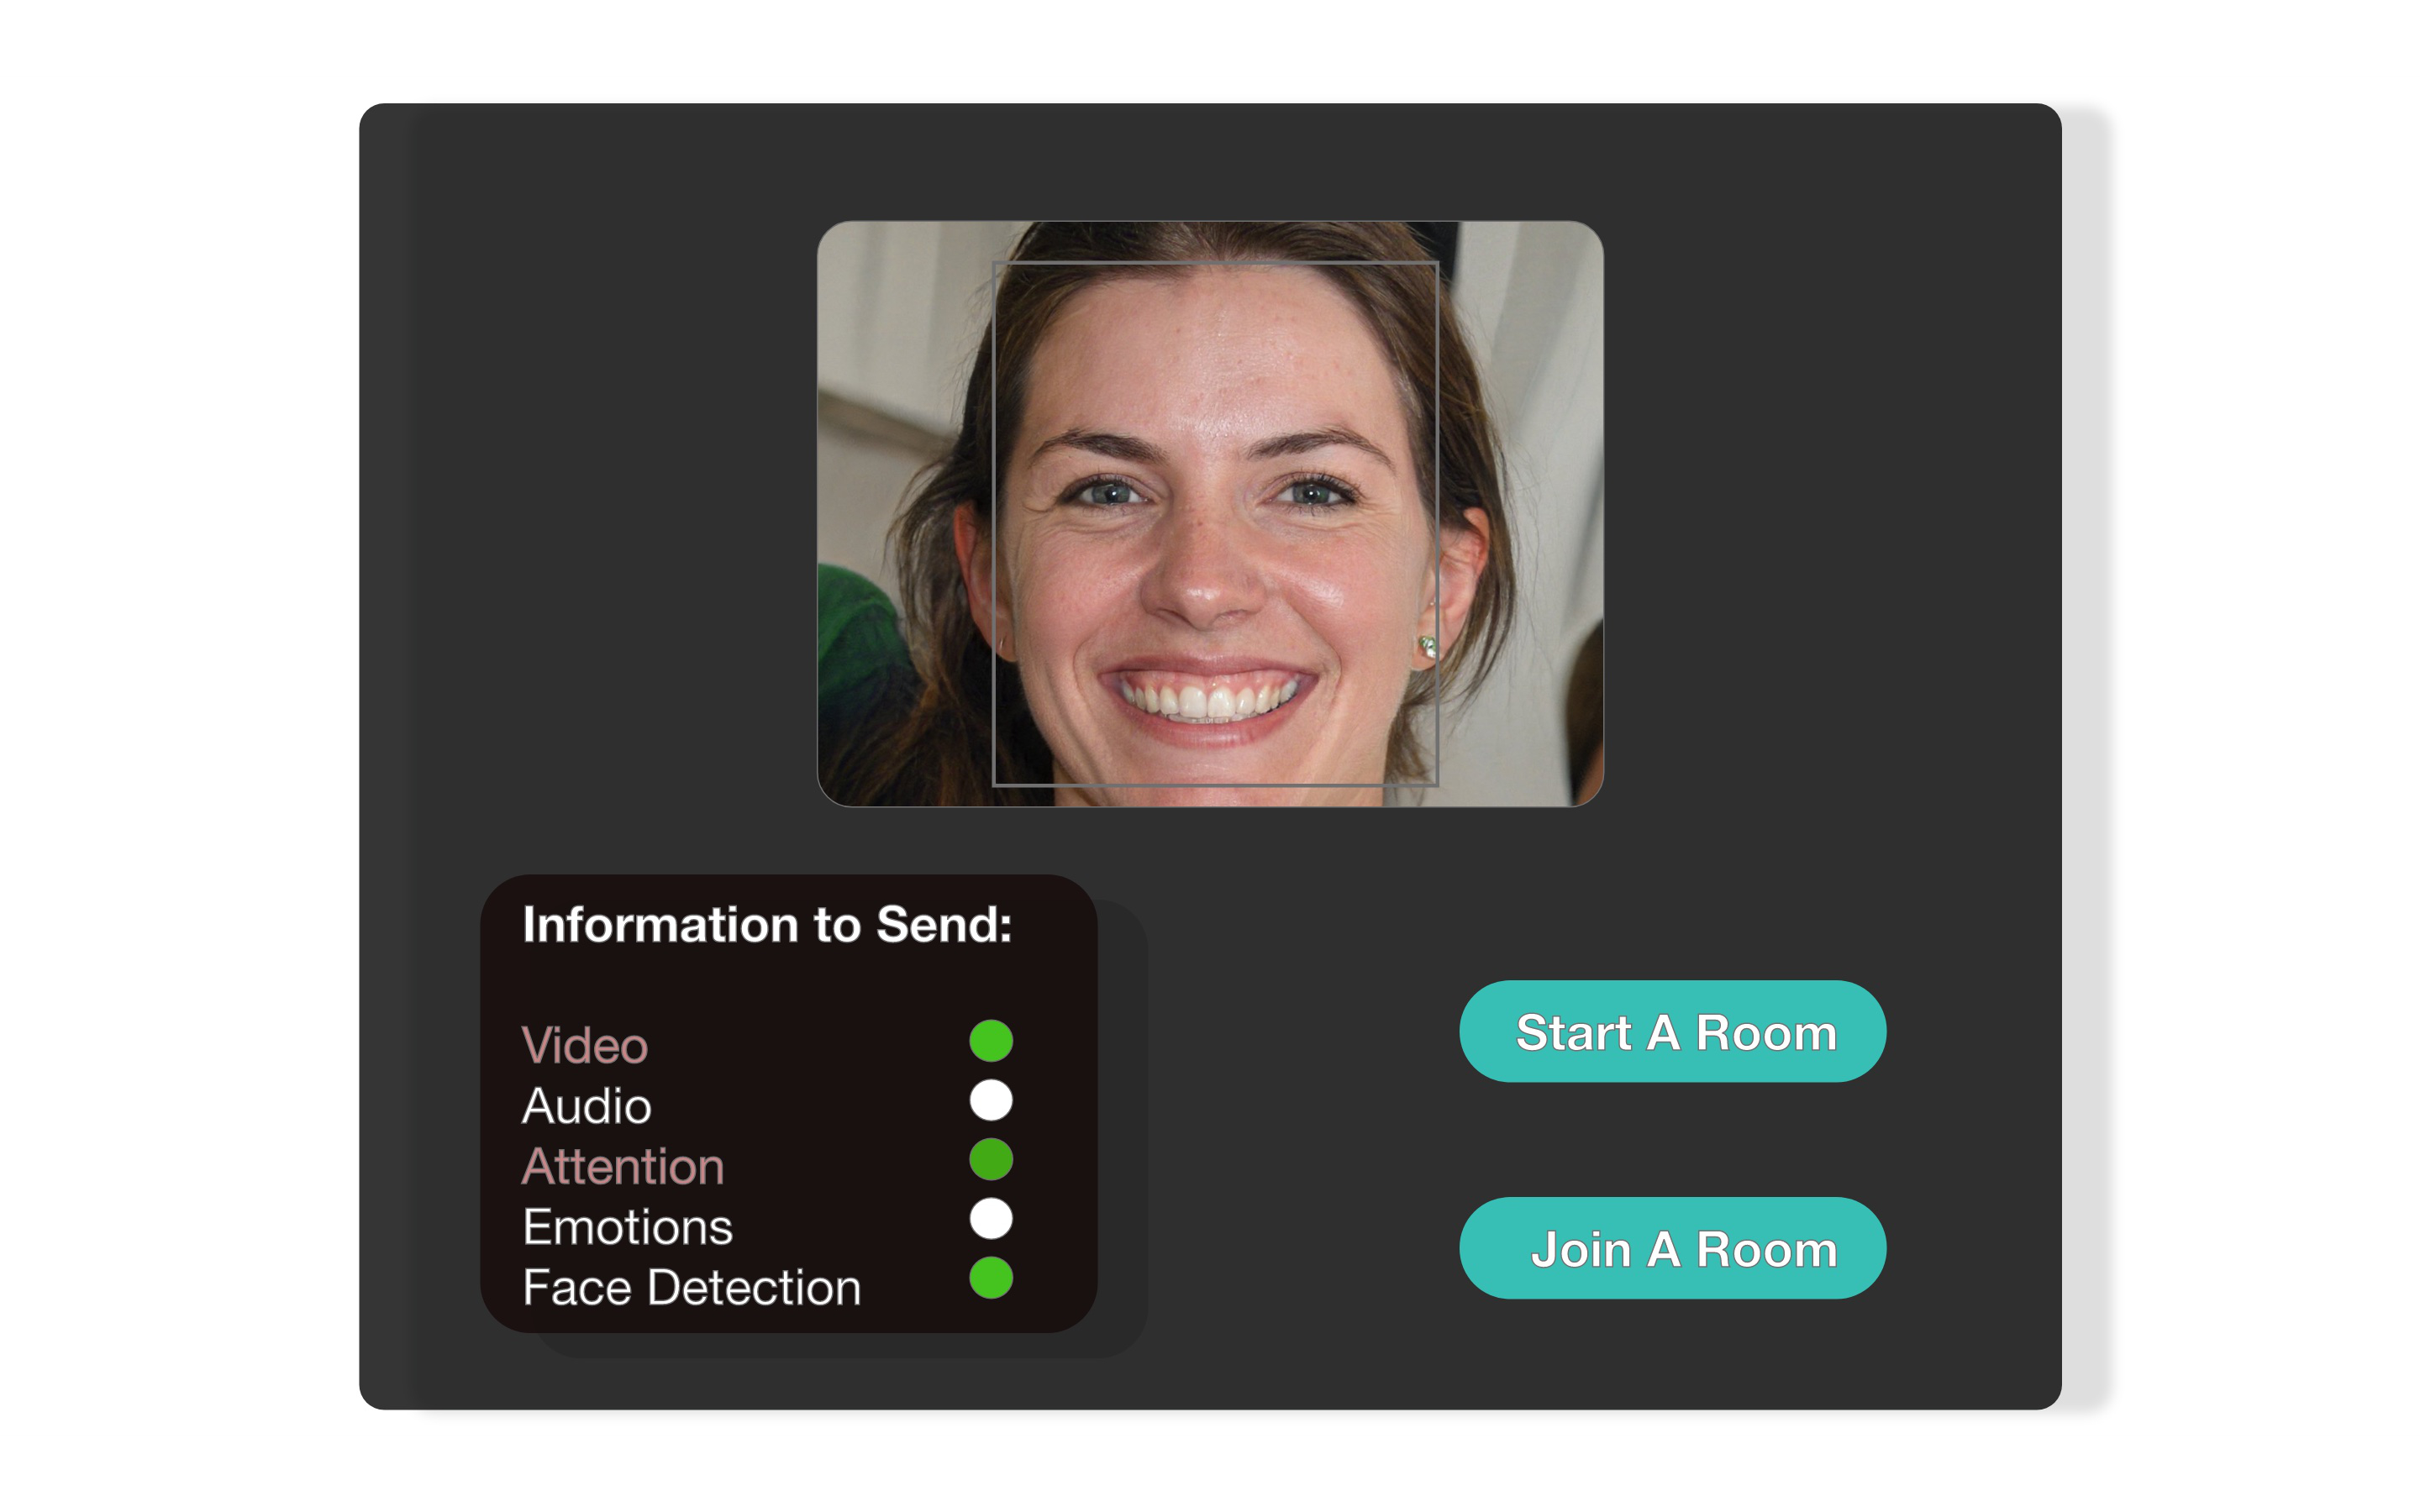 Information to Send:
Video
Audio
Attention
Emotions
Face Detection
Start A Room
Join A Room